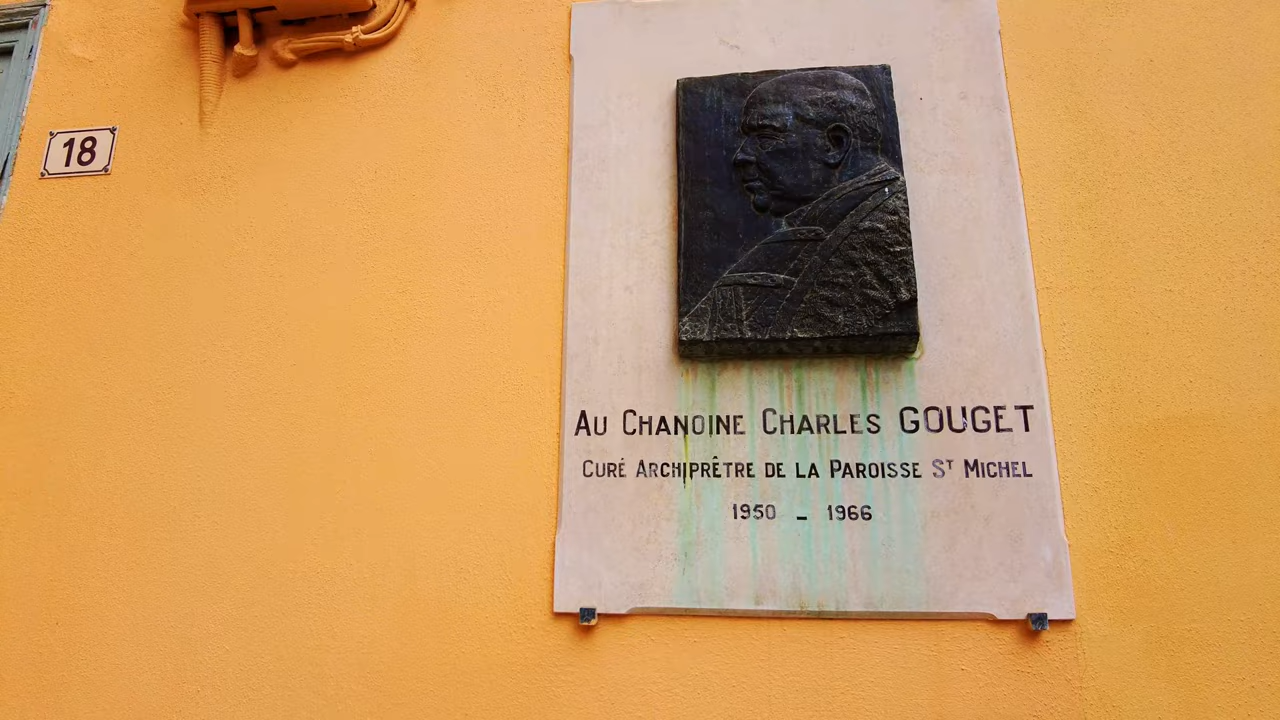 18
Au Chanoine Charles GOUGET
Curé Archiprêtre de la Paroisse St Michel
1950 - 1966